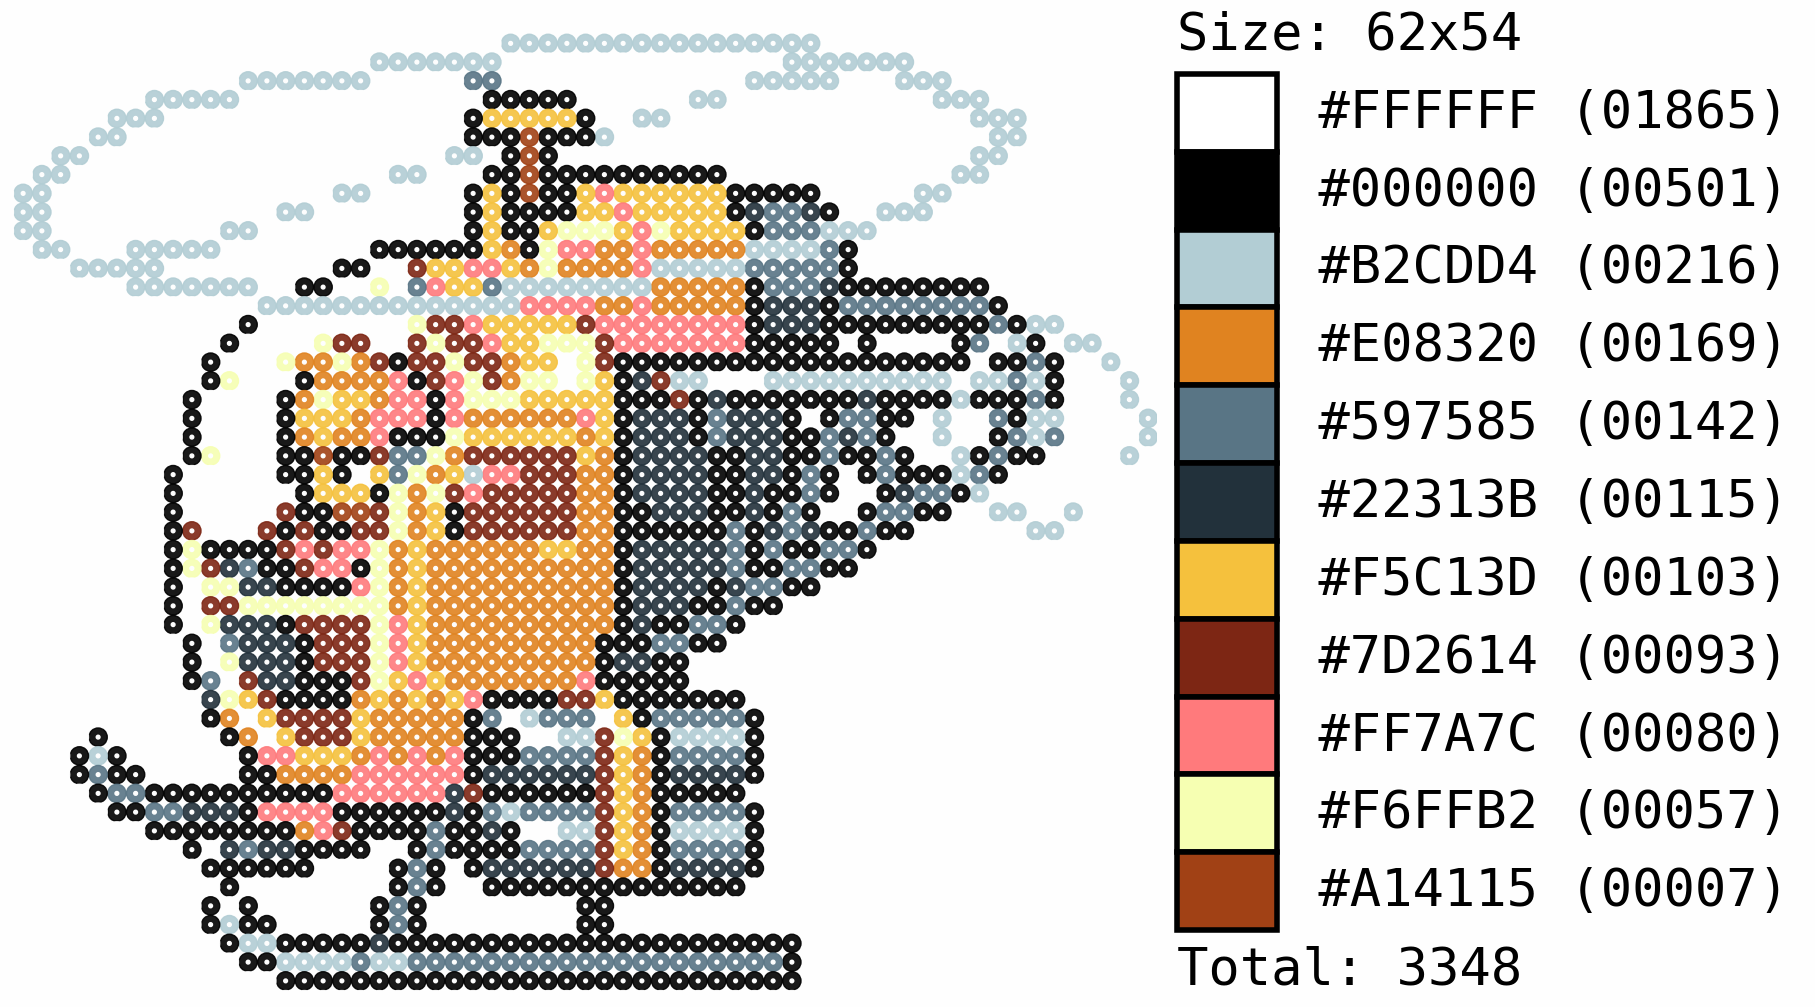 Size: 62x54
#FFFFFF (01865)
#000000 (00501)
#B2CDD4 (00216)
#E08320 (00169)
#597585 (00142)
#22313B (00115)
#F5C13D (00103)
#7D2614 (00093)
#FF7A7C (00080)
#F6FFB2 (00057)
#A14115 (00007)
Total: 3348